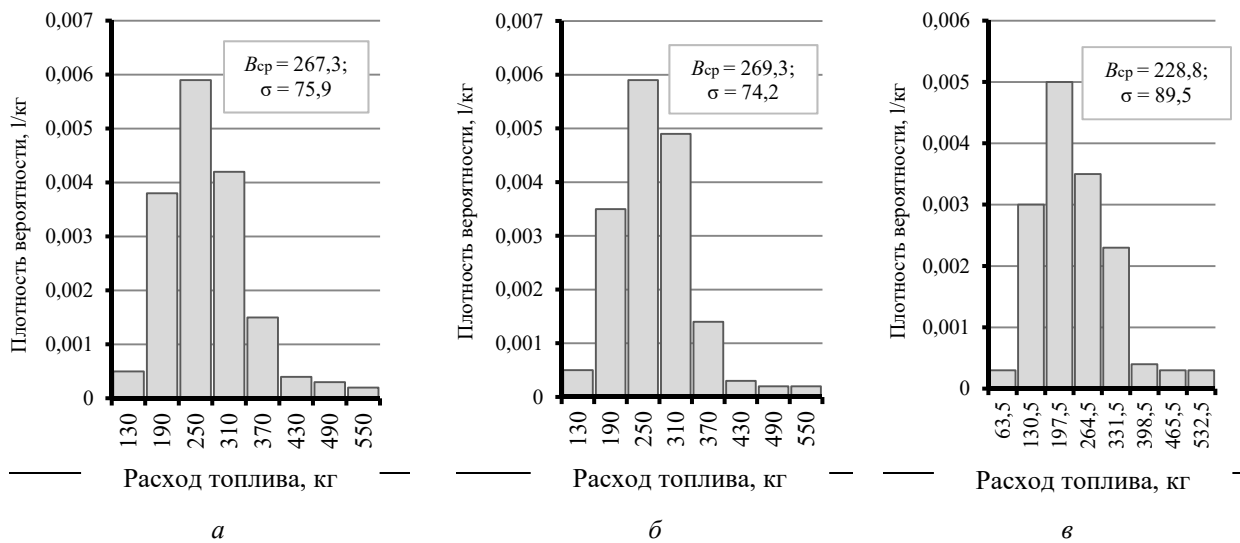 Плотность вероятности, 1/кг
0,007
0,006
0,005
0,004
0,003
0,002
0,001
0
Bср = 267,3;
σ = 75,9
130 190 250 310 370 430 490 550
Расход топлива, кг
а
Плотность вероятности, 1/кг
0,007
0,006
0,005
0,004
0,003
0,002
0,001
0
Bср = 269,3;
σ = 74,2
130 190 250 310 370 430 490 550
Расход топлива, кг
б
Плотность вероятности, 1/кг
0,006
0,005
0,004
0,003
0,002
0,001
0
Bср = 228,8;
σ = 89,5
63,5 130,5 197,5 264,5 331,5 398,5 465,5 532,5
Расход топлива, кг
в